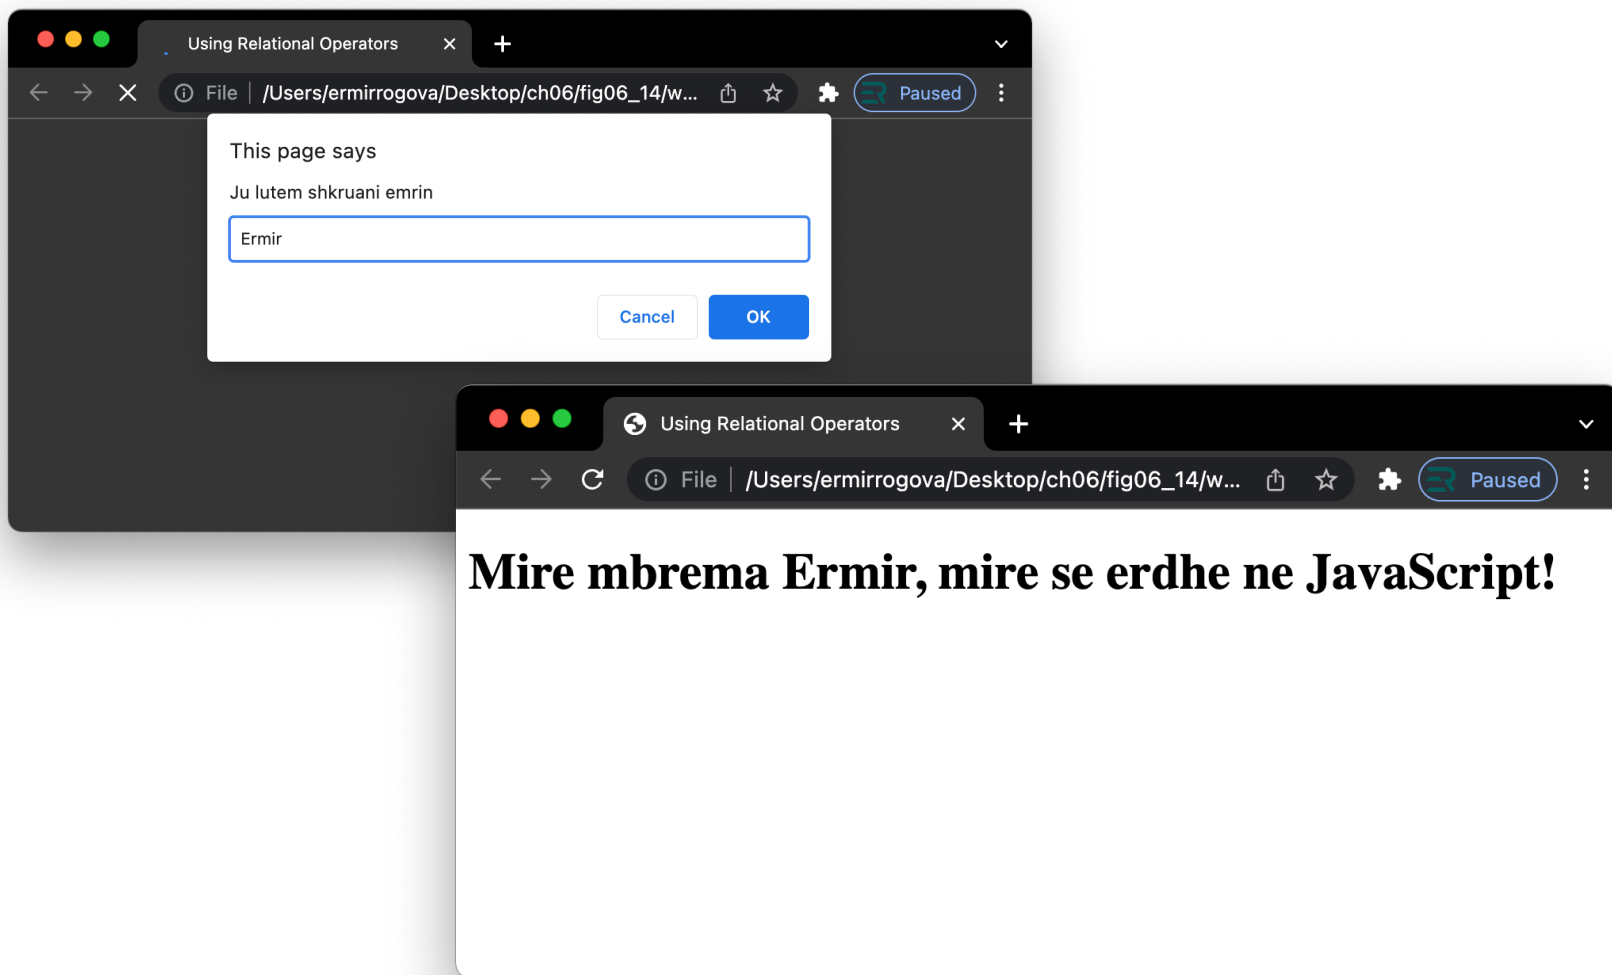 Using Relational Operators
File /Users/ermirrogova/Desktop/ch06/fig06_14/w... Paused
This page says
Ju lutem shkruani emrin
Ermir
Cancel OK
Using Relational Operators
File /Users/ermirrogova/Desktop/ch06/fig06_14/w... Paused
Mire mbrema Ermir, mire se erdhe ne JavaScript!